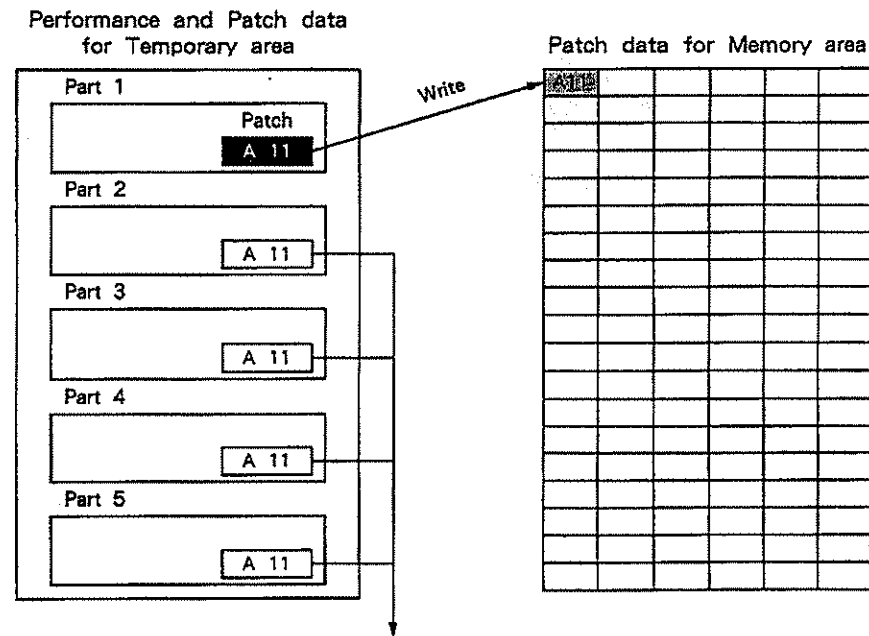 Performance and Patch data
for Temporary area
Patch data for Memory area
Part 1
Write
A11
Patch
A 11
Part 2
A 11
Part 3
A 11
Part 4
A 11
Part 5
A 11